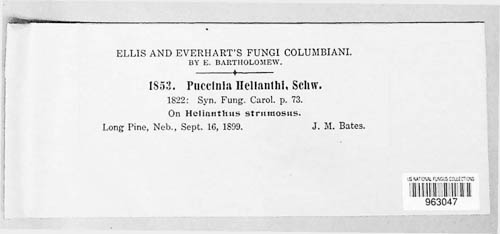 ELLIS AND EVERHART'S FUNGI COLUMBIANI.
BY E. BARTHOLOMEW.
1853. Puccinia Helianthi, Schw.
1822: Syn. Fung. Carol. p. 73.
On Helianthus strumosus.
Long Pine, Neb., Sept. 16, 1899. J. M. Bates.
US NATIONAL FUNGUS COLLECTIONS
963047